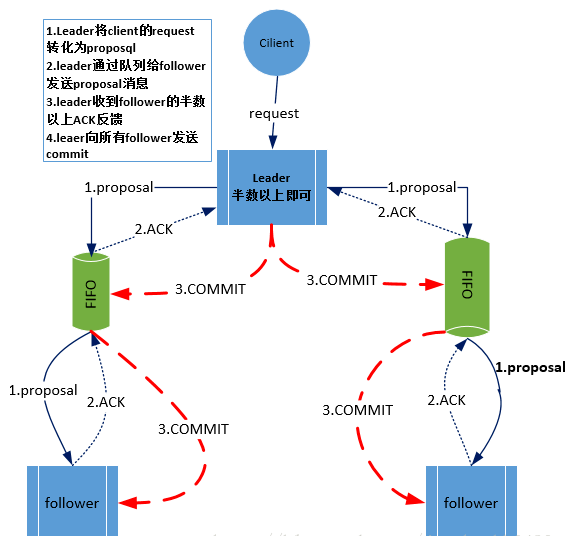 1.Leader将client的request
转化为proposql
2.leader通过队列给follower
发送proposal消息
3.leader收到follower的半数
以上ACK反馈
4.leaer向所有follower发送
commit
Cilient
request
Leader
半数以上即可
1.proposal
1.proposal
2.ACK
2.ACK
FIFO
FIFO
3.COMMIT
3.COMMIT
1.proposal
1.proposal
2.ACK
2.ACK
3.COMMIT
3.COMMIT
follower
follower